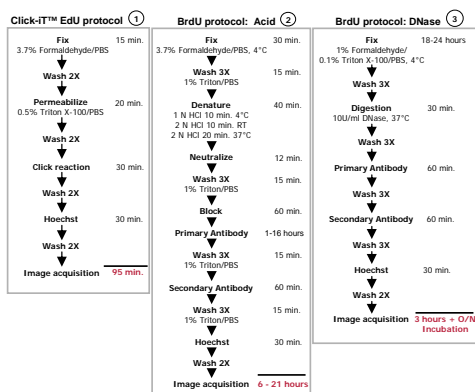 Click-iT™ EdU protocol 1
Fix 15 min.
3.7% Formaldehyde/PBS
Wash 2X
Permeabilize 20 min.
0.5% Triton X-100/PBS
Wash 2X
Click reaction 30 min.
Wash 2X
Hoechst 30 min.
Wash 2X
Image acquisition 95 min.
BrdU protocol: Acid 2
Fix 30 min.
3.7% Formaldehyde/PBS, 4°C
Wash 3X 15 min.
1% Triton/PBS
Denature 40 min.
1 N HCl 10 min. 4°C
2 N HCl 10 min. RT
2 N HCl 20 min. 37°C
Neutralize 12 min.
Wash 3X 15 min.
1% Triton/PBS
Block 60 min.
Primary Antibody 1-16 hours
Wash 3X 15 min.
1% Triton/PBS
Secondary Antibody 60 min.
Wash 3X 15 min.
1% Triton/PBS
Hoechst 30 min.
Wash 2X
Image acquisition 6 - 21 hours
BrdU protocol: DNase 3
Fix 18-24 hours
1% Formaldehyde/
0.1% Triton X-100/PBS, 4°C
Wash 3X
Digestion 30 min.
10U/ml DNase, 37°C
Wash 3X
Primary Antibody 60 min.
Wash 3X
Secondary Antibody 60 min.
Wash 3X
Hoechst 30 min.
Wash 2X
Image acquisition 3 hours + O/N
Incubation